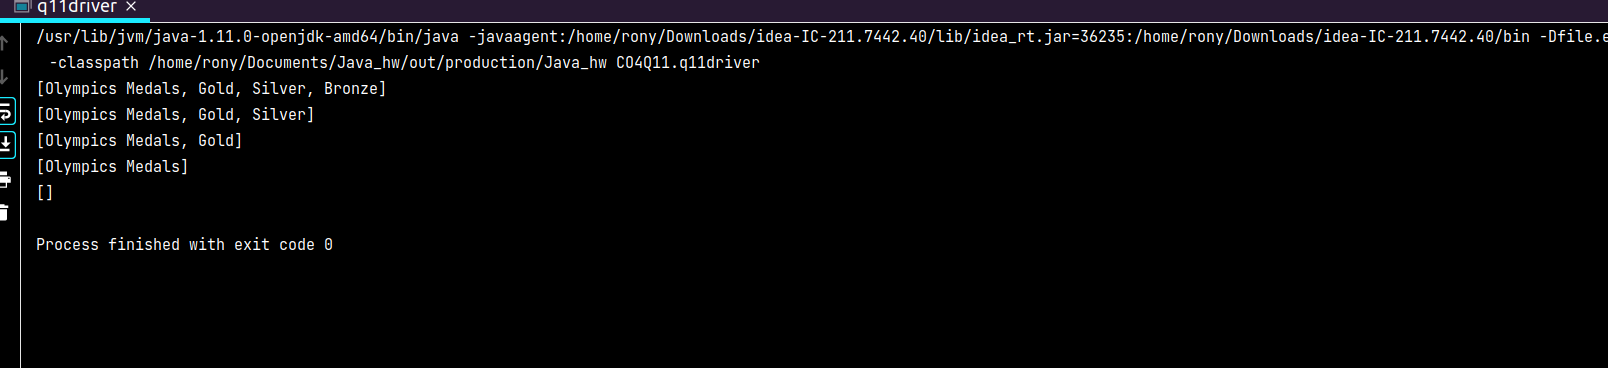 q11driver ×
/usr/lib/jvm/java-1.11.0-openjdk-amd64/bin/java -javaagent:/home/rony/Downloads/idea-IC-211.7442.40/lib/idea_rt.jar=36235:/home/rony/Downloads/idea-IC-211.7442.40/bin -Dfile.e
-classpath /home/rony/Documents/Java_hw/out/production/Java_hw CO4Q11.q11driver
[Olympics Medals, Gold, Silver, Bronze]
[Olympics Medals, Gold, Silver]
[Olympics Medals, Gold]
[Olympics Medals]
[]
Process finished with exit code 0